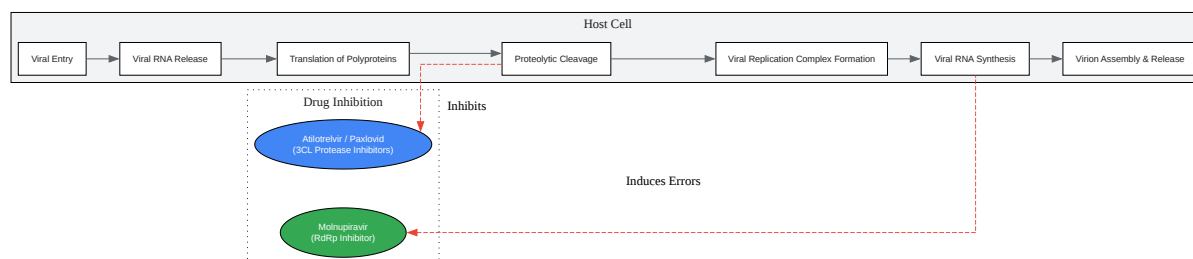 Host Cell
Viral Entry
Viral RNA Release
Translation of Polyproteins
Proteolytic Cleavage
Viral Replication Complex Formation
Viral RNA Synthesis
Virion Assembly & Release
Drug Inhibition
Inhibits
Atilotrelvir / Paxlovid
(3CL Protease Inhibitors)
Induces Errors
Molnupiravir
(RdRp Inhibitor)